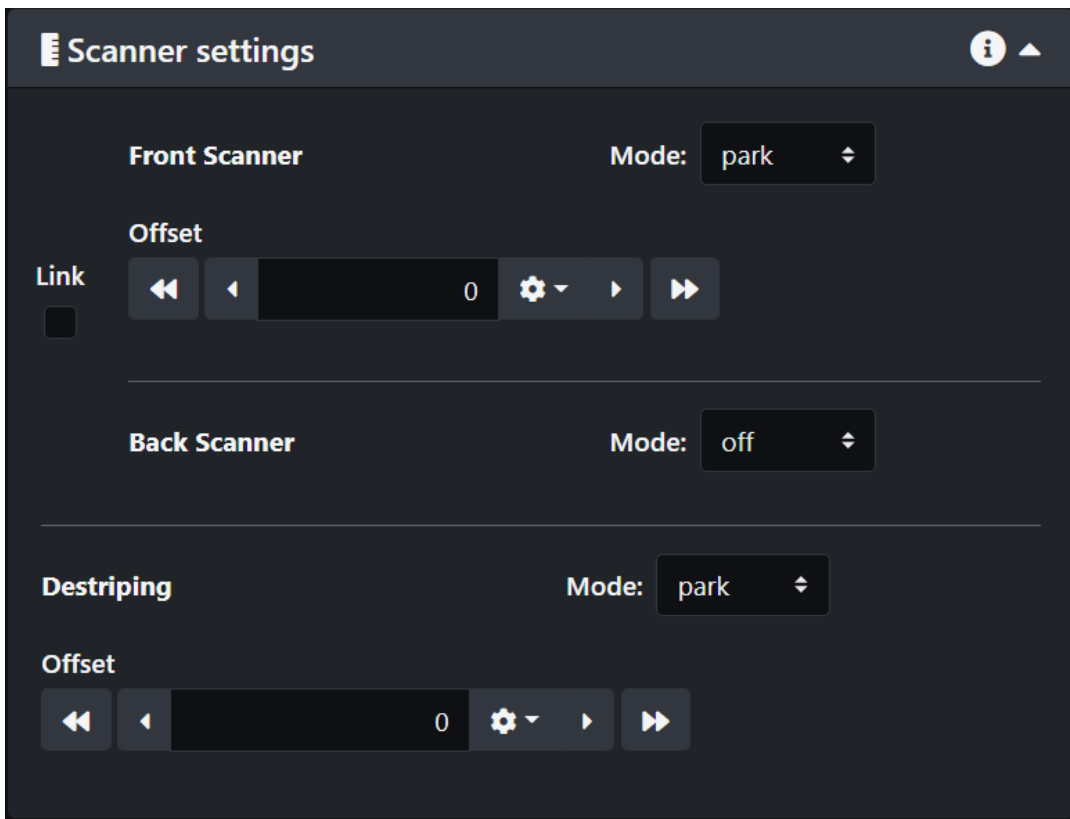 Scanner settings
Front Scanner Mode: park
Offset
Link
0
Back Scanner Mode: off
Destriping Mode: park
Offset
0